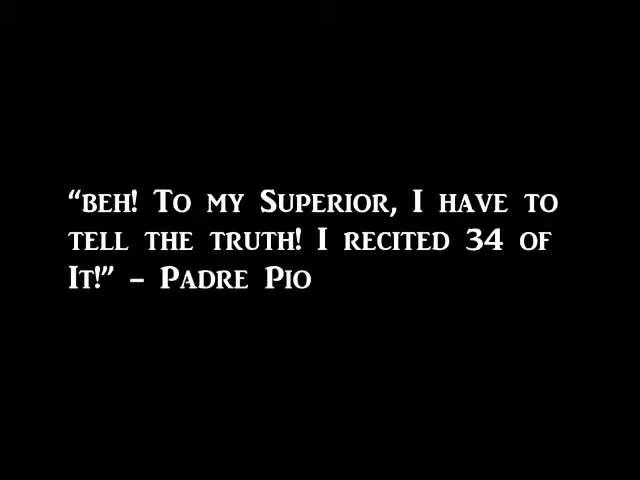 “beh! To my Superior, I have to
tell the truth! I recited 34 of
It!” – Padre Pio